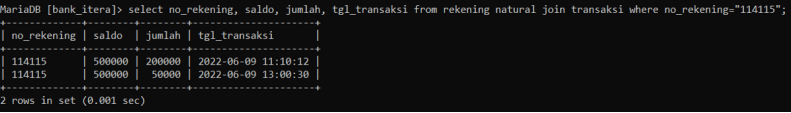 MariaDB [bank_itera]> select no_rekening, saldo, jumlah, tgl_transaksi from rekening natural join transaksi where no_rekening="114115";
+-------------+--------+--------+---------------------+
| no_rekening | saldo  | jumlah | tgl_transaksi       |
+-------------+--------+--------+---------------------+
| 114115      | 500000 | 200000 | 2022-06-09 11:10:12 |
| 114115      | 500000 |  50000 | 2022-06-09 13:00:30 |
+-------------+--------+--------+---------------------+
2 rows in set (0.001 sec)